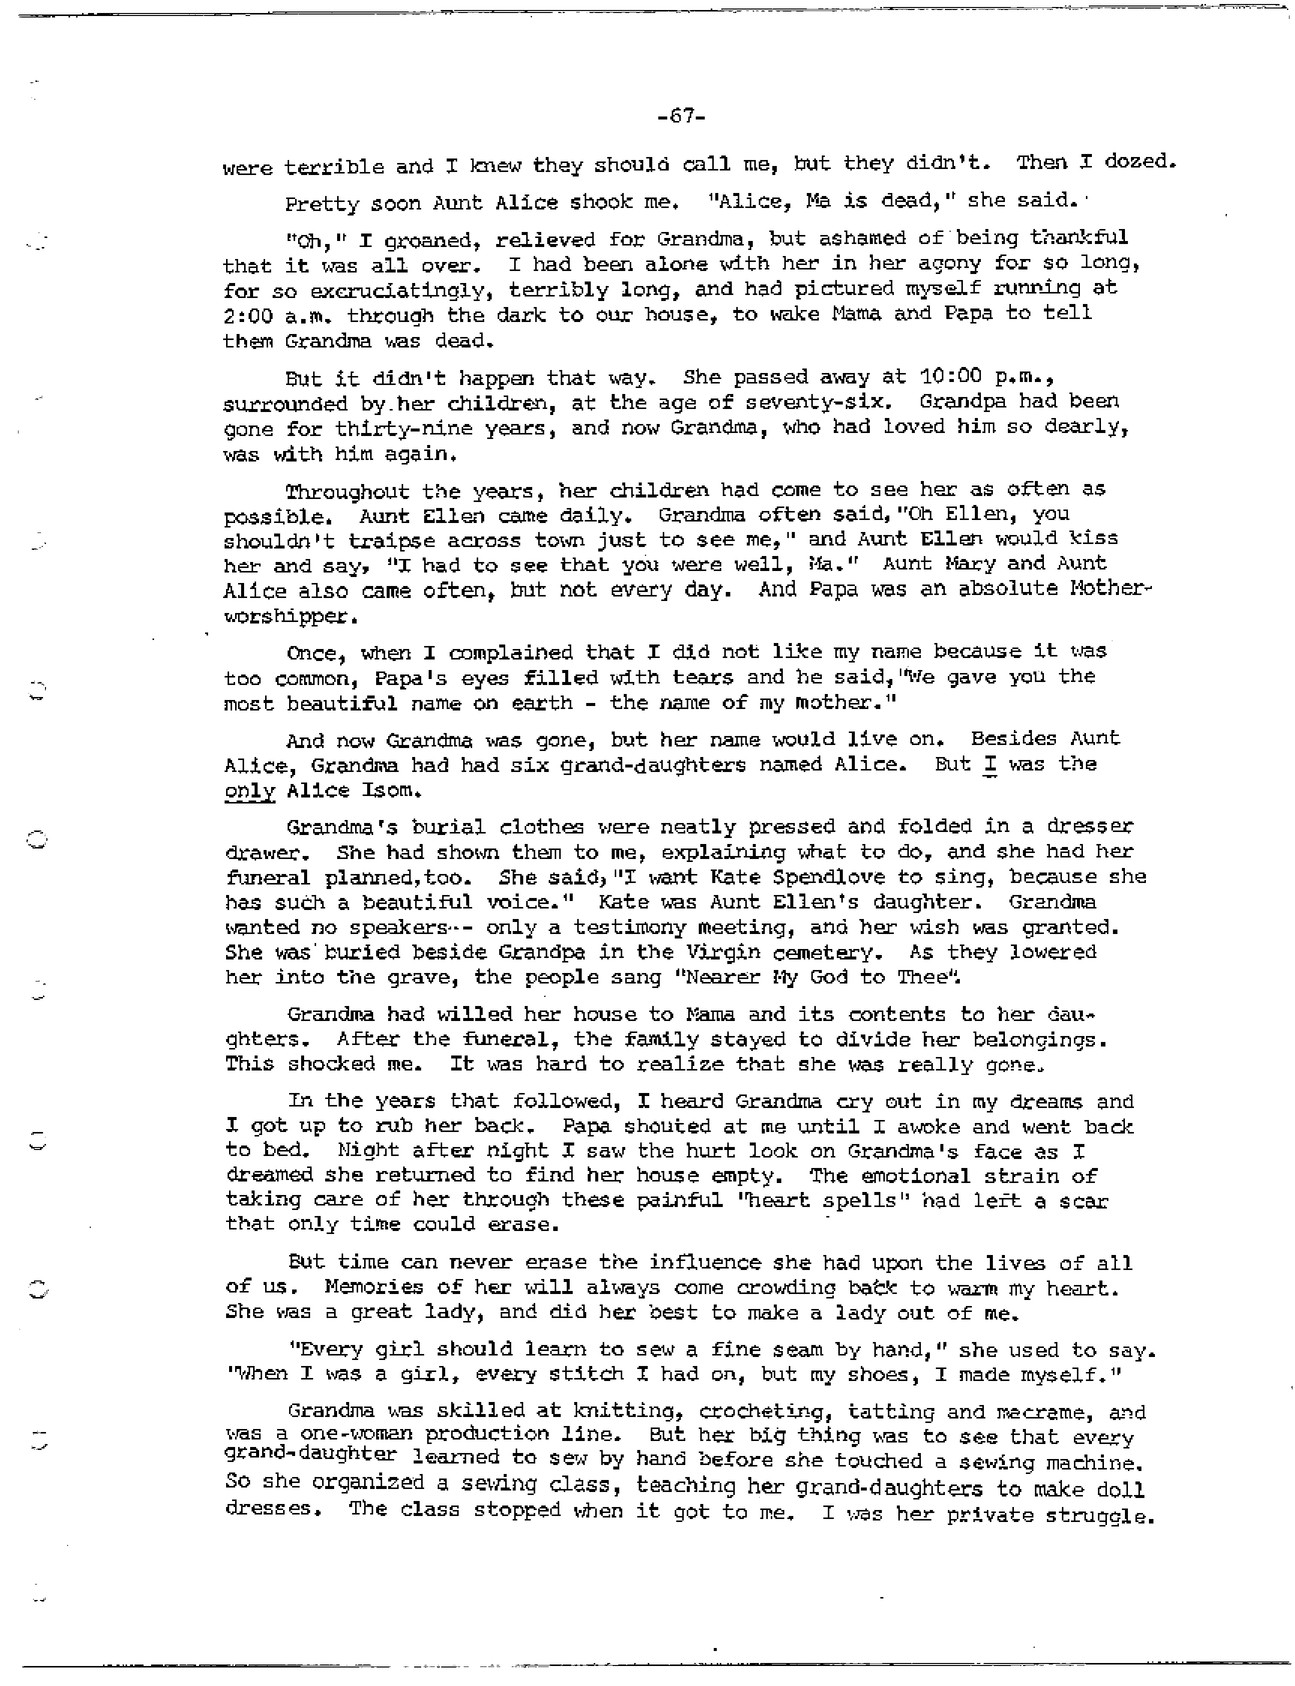 -67-
were terrible and I knew they should call me, but they didn't. Then I dozed.
Pretty soon Aunt Alice shook me. "Alice, Ma is dead," she said.
"Oh," I groaned, relieved for Grandma, but ashamed of being thankful
that it was all over. I had been alone with her in her agony for so long,
for so excruciatingly, terribly long, and had pictured myself running at
2:00 a.m. through the dark to our house, to wake Mama and Papa to tell
them Grandma was dead.
But it didn't happen that way. She passed away at 10:00 p.m.,
surrounded by her children, at the age of seventy-six. Grandpa had been
gone for thirty-nine years, and now Grandma, who had loved him so dearly,
was with him again.
Throughout the years, her children had come to see her as often as
possible. Aunt Ellen came daily. Grandma often said, "Oh Ellen, you
shouldn't traipse across town just to see me," and Aunt Ellen would kiss
her and say, "I had to see that you were well, Ma." Aunt Mary and Aunt
Alice also came often, but not every day. And Papa was an absolute Mother-
worshipper.
Once, when I complained that I did not like my name because it was
too common, Papa's eyes filled with tears and he said, "We gave you the
most beautiful name on earth - the name of my mother."
And now Grandma was gone, but her name would live on. Besides Aunt
Alice, Grandma had had six grand-daughters named Alice. But I was the
only Alice Isom.
Grandma's burial clothes were neatly pressed and folded in a dresser
drawer. She had shown them to me, explaining what to do, and she had her
funeral planned, too. She said, "I want Kate Spendlove to sing, because she
has such a beautiful voice." Kate was Aunt Ellen's daughter. Grandma
wanted no speakers-- only a testimony meeting, and her wish was granted.
She was buried beside Grandpa in the Virgin cemetery. As they lowered
her into the grave, the people sang "Nearer My God to Thee".
Grandma had willed her house to Mama and its contents to her dau-
ghters. After the funeral, the family stayed to divide her belongings.
This shocked me. It was hard to realize that she was really gone.
In the years that followed, I heard Grandma cry out in my dreams and
I got up to rub her back. Papa shouted at me until I awoke and went back
to bed. Night after night I saw the hurt look on Grandma's face as I
dreamed she returned to find her house empty. The emotional strain of
taking care of her through these painful "heart spells" had left a scar
that only time could erase.
But time can never erase the influence she had upon the lives of all
of us. Memories of her will always come crowding back to warm my heart.
She was a great lady, and did her best to make a lady out of me.
"Every girl should learn to sew a fine seam by hand," she used to say.
"When I was a girl, every stitch I had on, but my shoes, I made myself."
Grandma was skilled at knitting, crocheting, tatting and macrame, and
was a one-woman production line. But her big thing was to see that every
grand-daughter learned to sew by hand before she touched a sewing machine.
So she organized a sewing class, teaching her grand-daughters to make doll
dresses. The class stopped when it got to me. I was her private struggle.